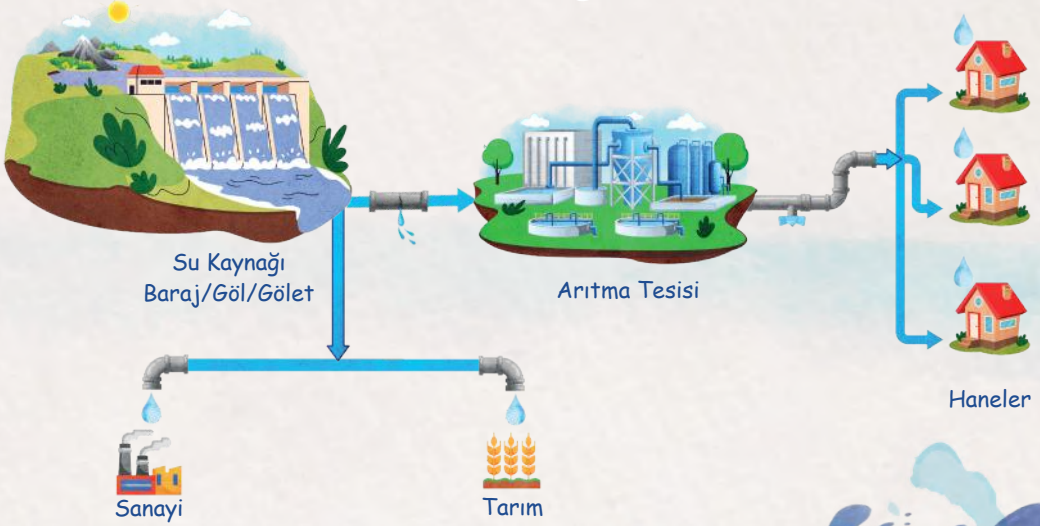 Su Kaynağı
Baraj/Göl/Gölet
Arıtma Tesisi
Haneler
Sanayi
Tarım